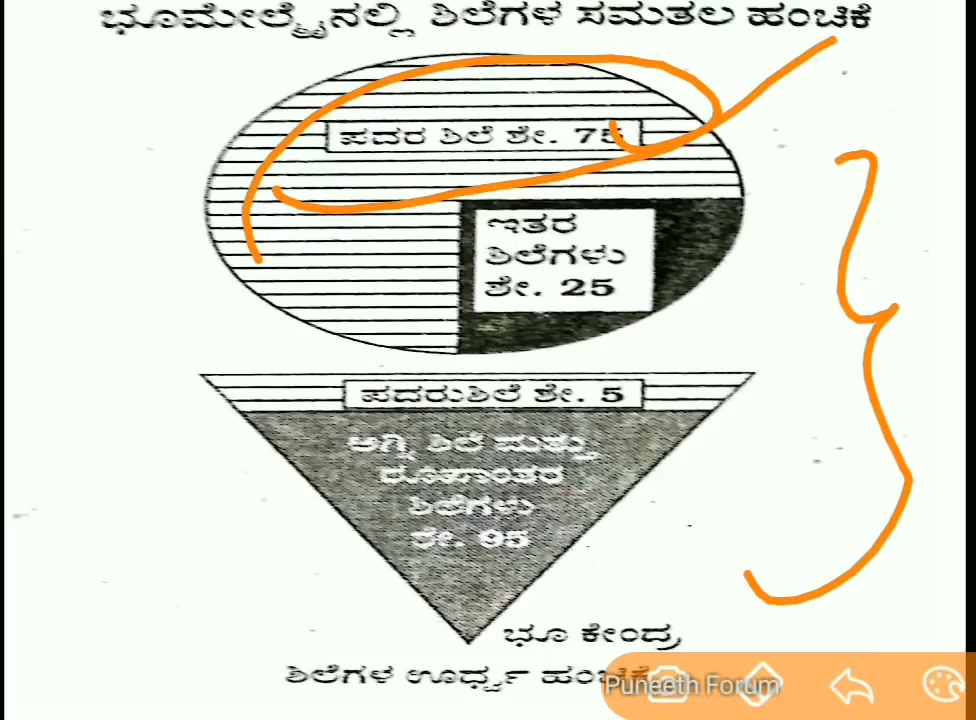 ಭೂಮೇಲ್ಮೈನಲ್ಲಿ ಶಿಲೆಗಳ ಸಮತಲ ಹಂಚಿಕೆ
ಪದರ ಶಿಲೆ ಶೇ. 75
ಇತರ
ಶಿಲೆಗಳು
ಶೇ. 25
ಪದರುಶಿಲೆ ಶೇ. 5
ಅಗ್ನಿ ಶಿಲೆ ಮತ್ತು
ರೂಪಾಂತರ
ಶಿಲೆಗಳು
ಶೇ. 95
ಭೂ ಕೇಂದ್ರ
ಶಿಲೆಗಳ ಊರ್ಧ್ವ ಹಂಚಿಕೆ
Puneeth Forum